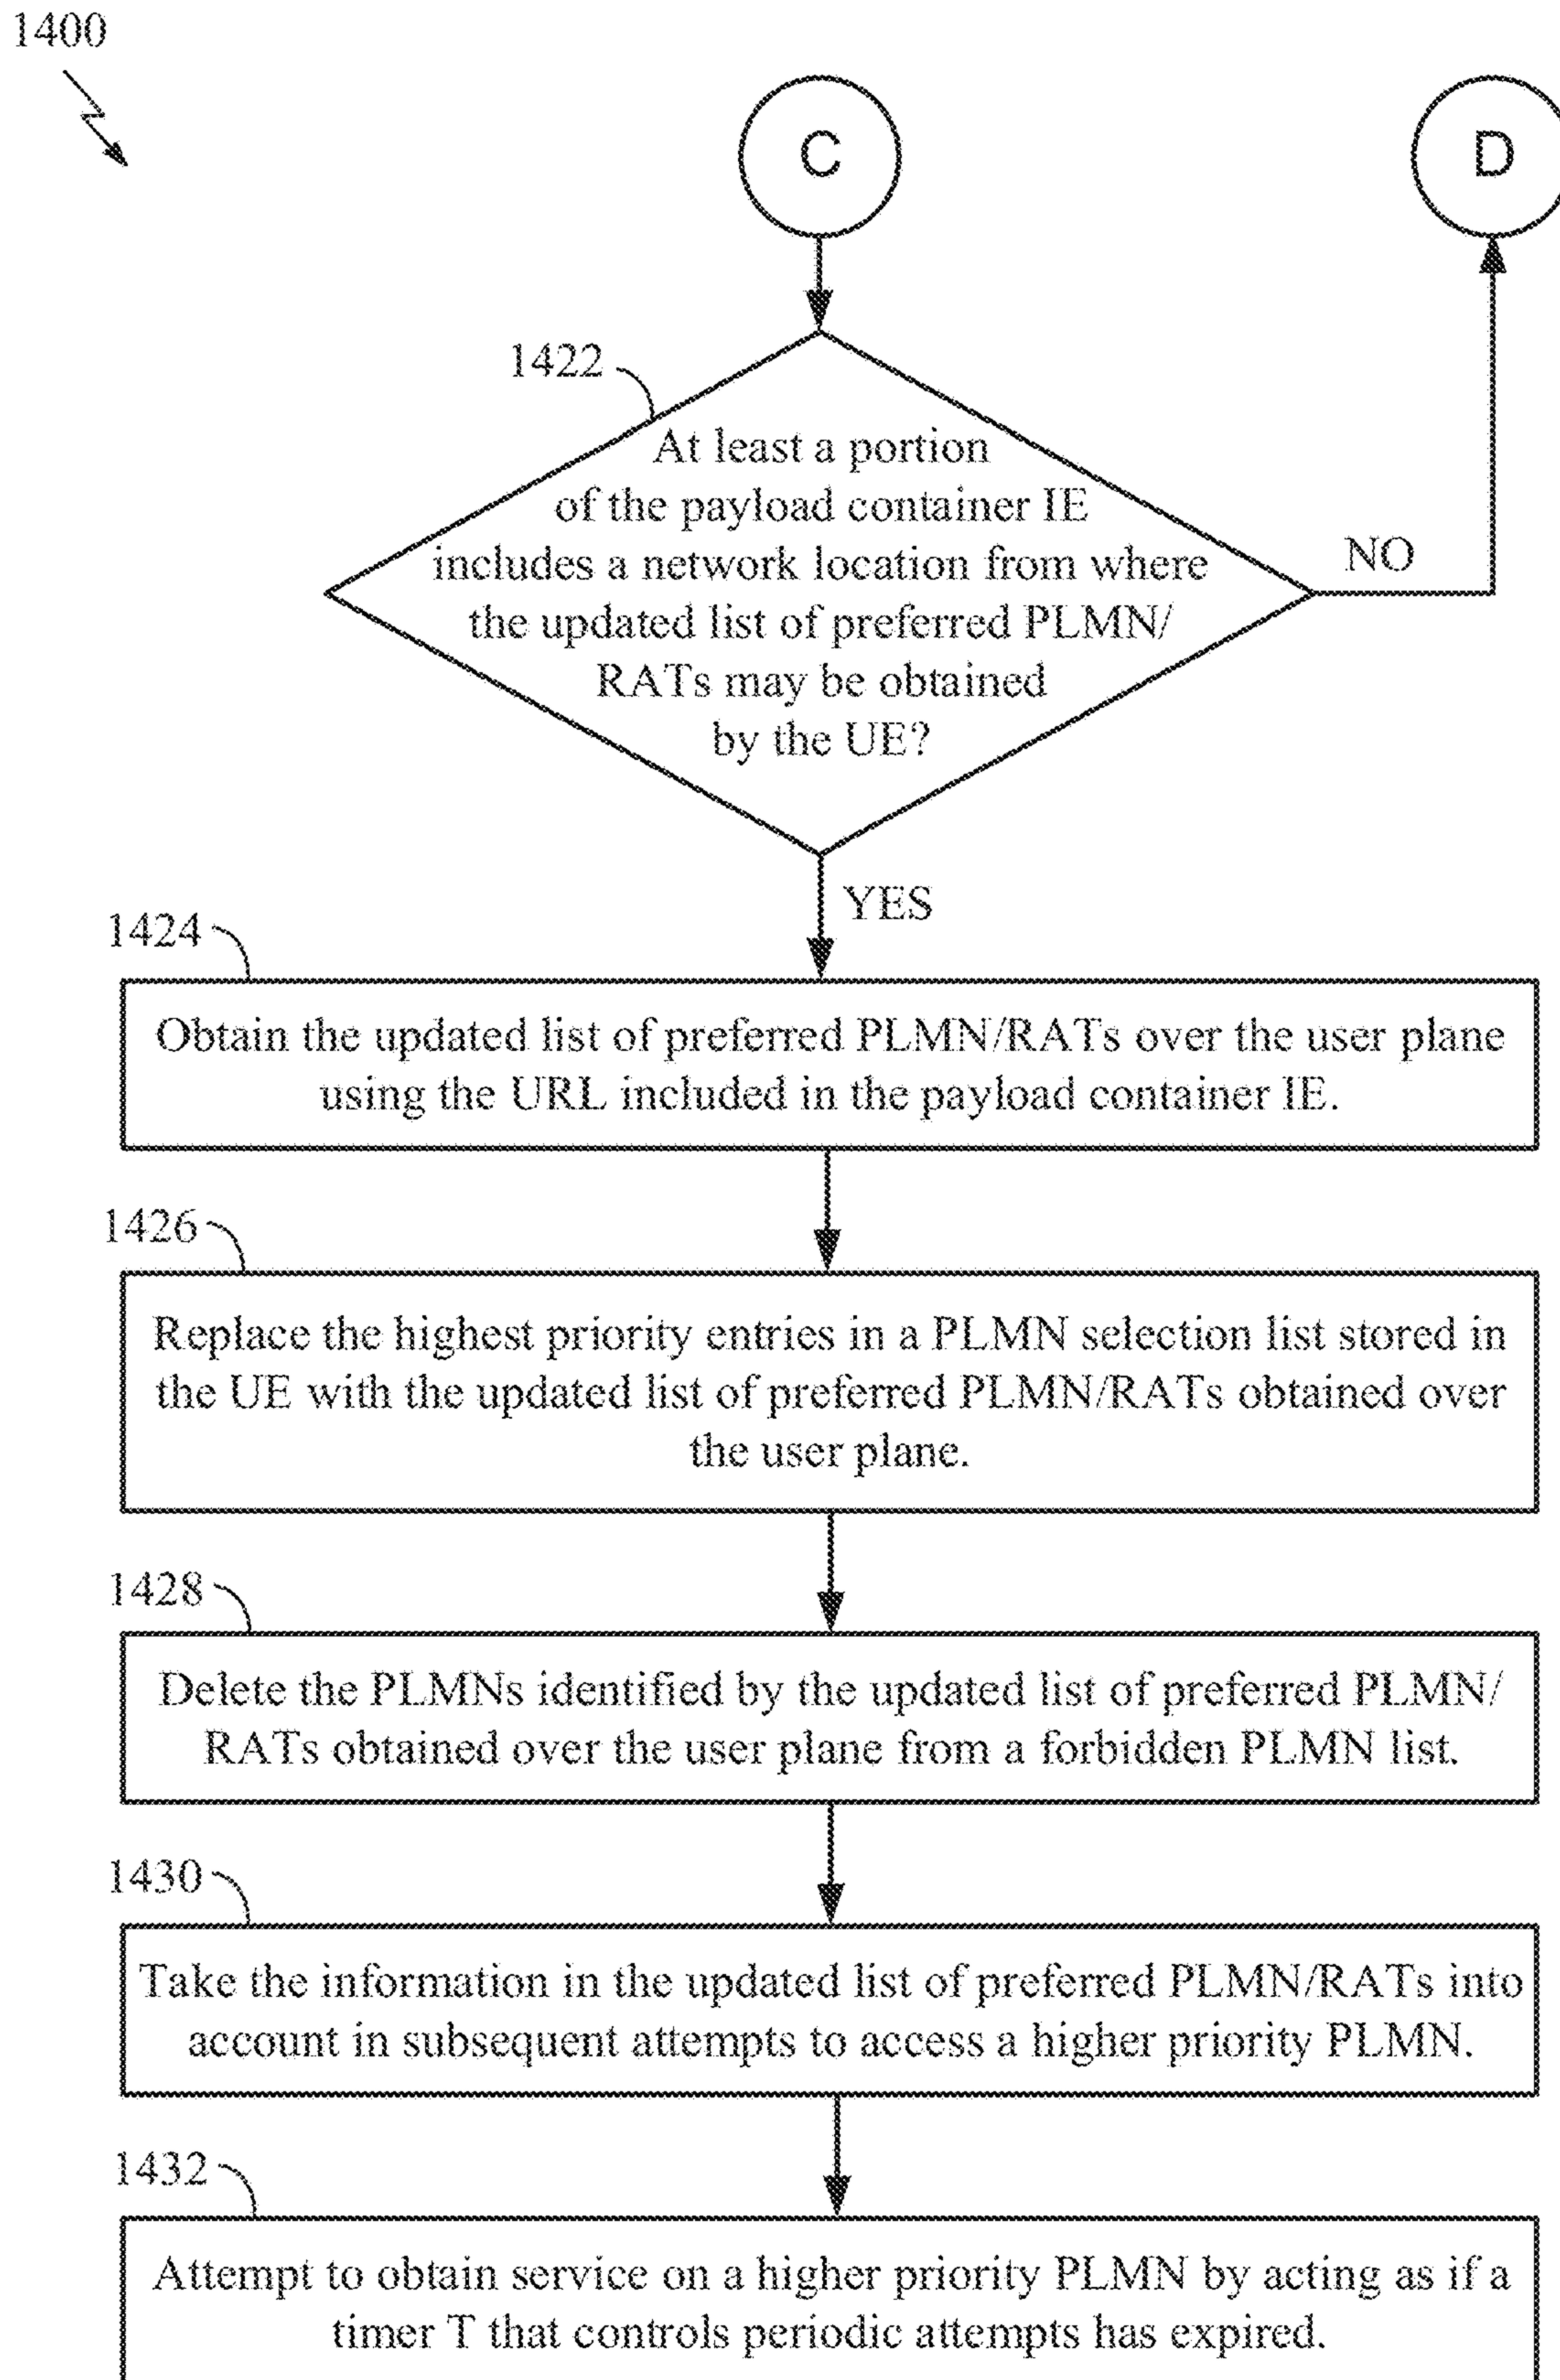 1400
C
D
1422
At least a portion
of the payload container IE
includes a network location from where
the updated list of preferred PLMN/
RATs may be obtained
by the UE?
NO
YES
1424
Obtain the updated list of preferred PLMN/RATs over the user plane
using the URL included in the payload container IE.
1426
Replace the highest priority entries in a PLMN selection list stored in
the UE with the updated list of preferred PLMN/RATs obtained over
the user plane.
1428
Delete the PLMNs identified by the updated list of preferred PLMN/
RATs obtained over the user plane from a forbidden PLMN list.
1430
Take the information in the updated list of preferred PLMN/RATs into
account in subsequent attempts to access a higher priority PLMN.
1432
Attempt to obtain service on a higher priority PLMN by acting as if a
timer T that controls periodic attempts has expired.